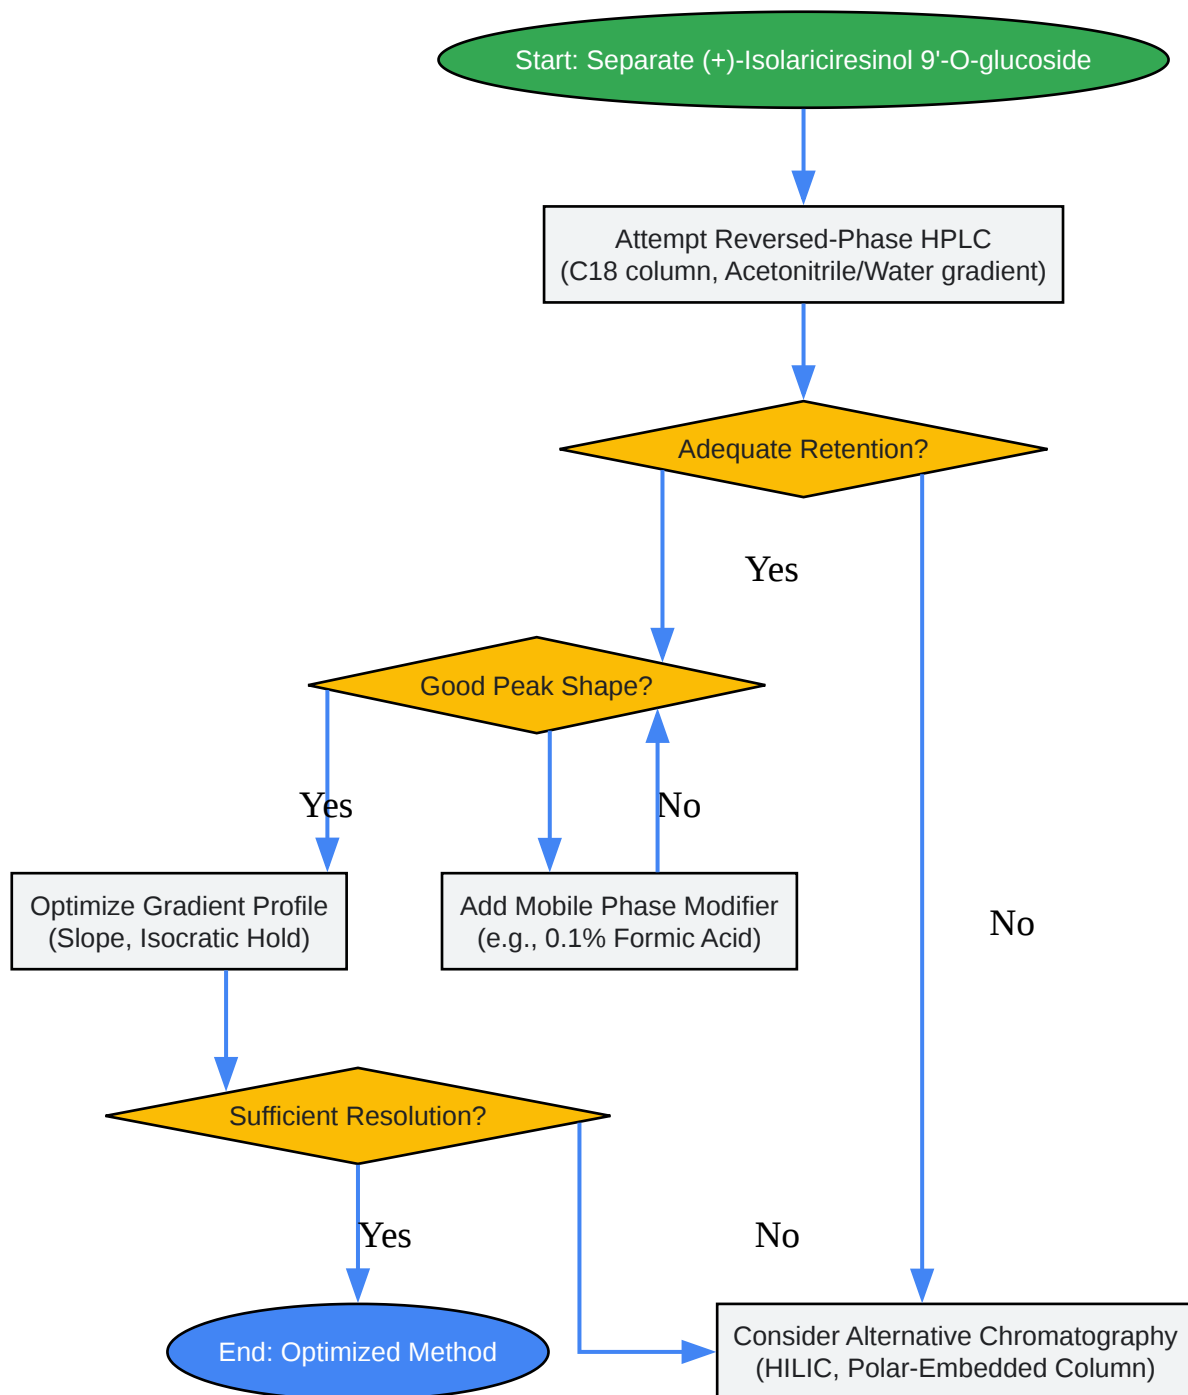 Start: Separate (+)-Isolariciresinol 9'-O-glucoside
Attempt Reversed-Phase HPLC
(C18 column, Acetonitrile/Water gradient)
Adequate Retention?
Yes
Good Peak Shape?
Yes
No
Optimize Gradient Profile
(Slope, Isocratic Hold)
Add Mobile Phase Modifier
(e.g., 0.1% Formic Acid)
No
Sufficient Resolution?
Yes
No
End: Optimized Method
Consider Alternative Chromatography
(HILIC, Polar-Embedded Column)